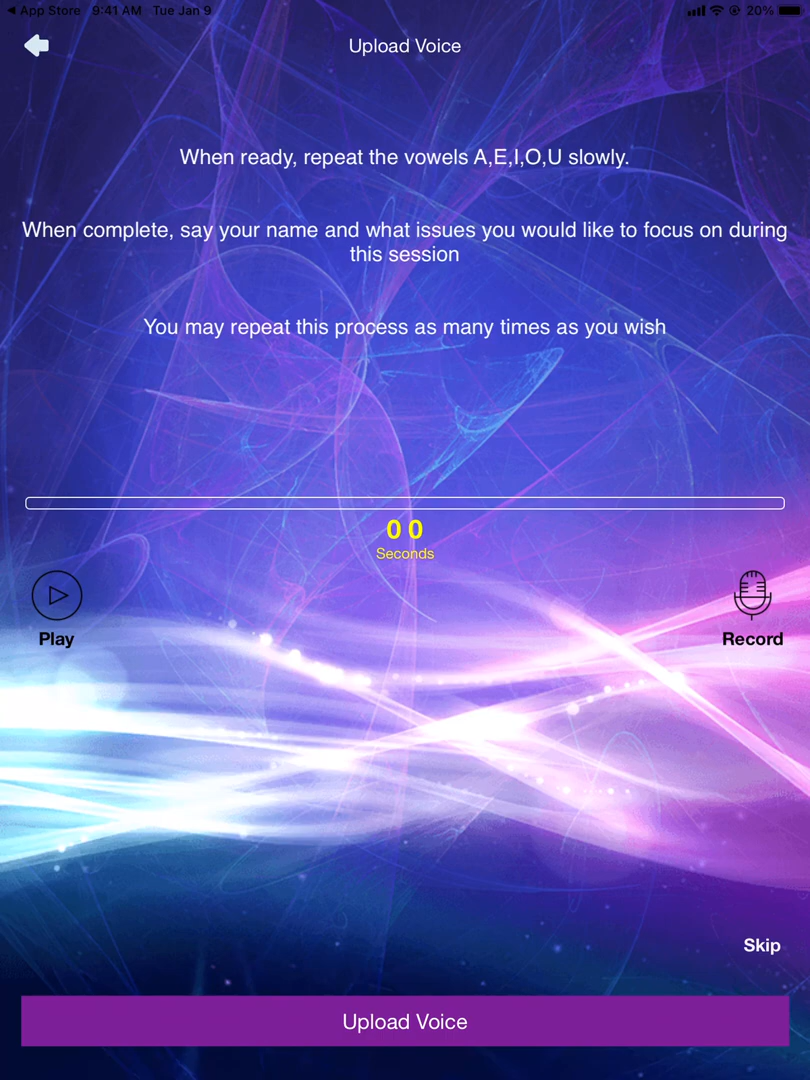 App Store 9:41 AM Tue Jan 9 20%
Upload Voice
When ready, repeat the vowels A,E,I,O,U slowly.
When complete, say your name and what issues you would like to focus on during
this session
You may repeat this process as many times as you wish
0 0
Seconds
Play
Record
Skip
Upload Voice